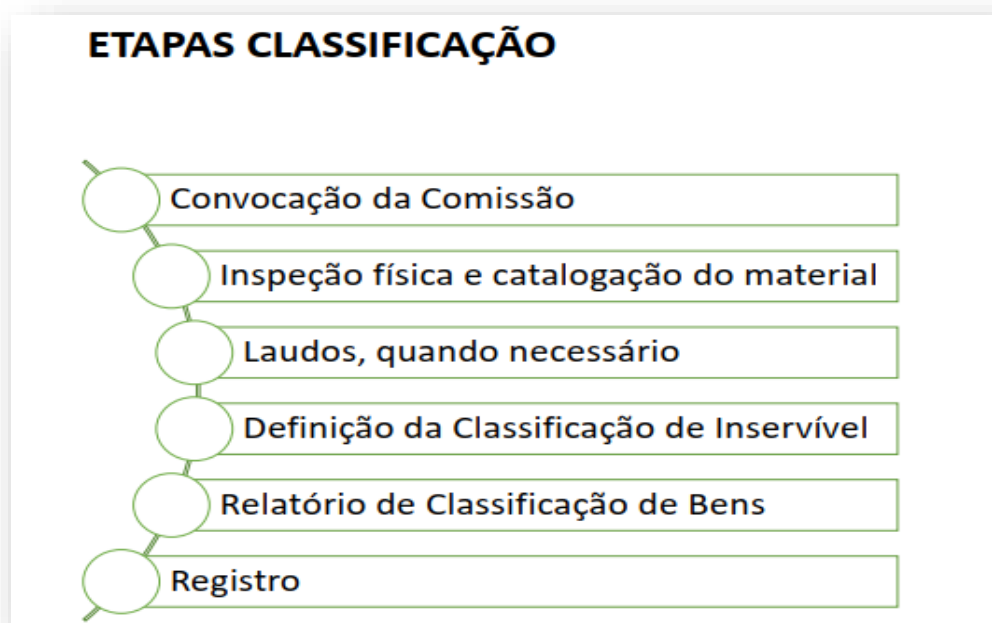 ETAPAS CLASSIFICAÇÃO
Convocação da Comissão
Inspeção física e catalogação do material
Laudos, quando necessário
Definição da Classificação de Inservível
Relatório de Classificação de Bens
Registro